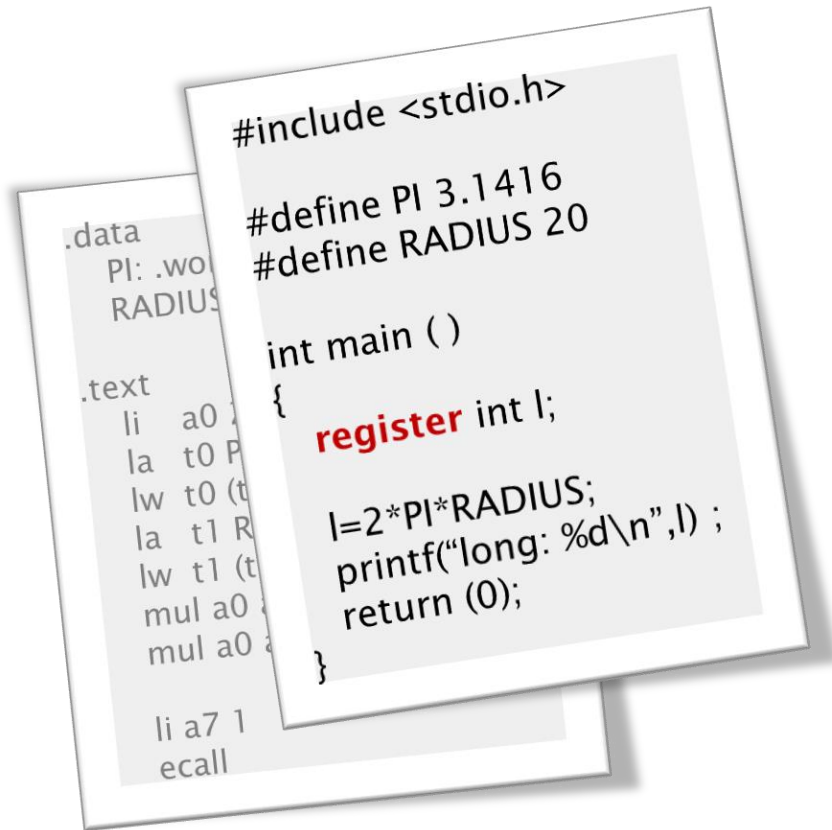 #include <stdio.h>
#define PI 3.1416
#define RADIUS 20
int main ( )
{
register int l;
l=2*PI*RADIUS;
printf(“long: %d\n”,l) ;
return (0);
}
.data
PI:
RADIUS
.text
li a0
la t0
lw t0
la t1
lw t1
mul a0
mul a0
li a7 1
ecall